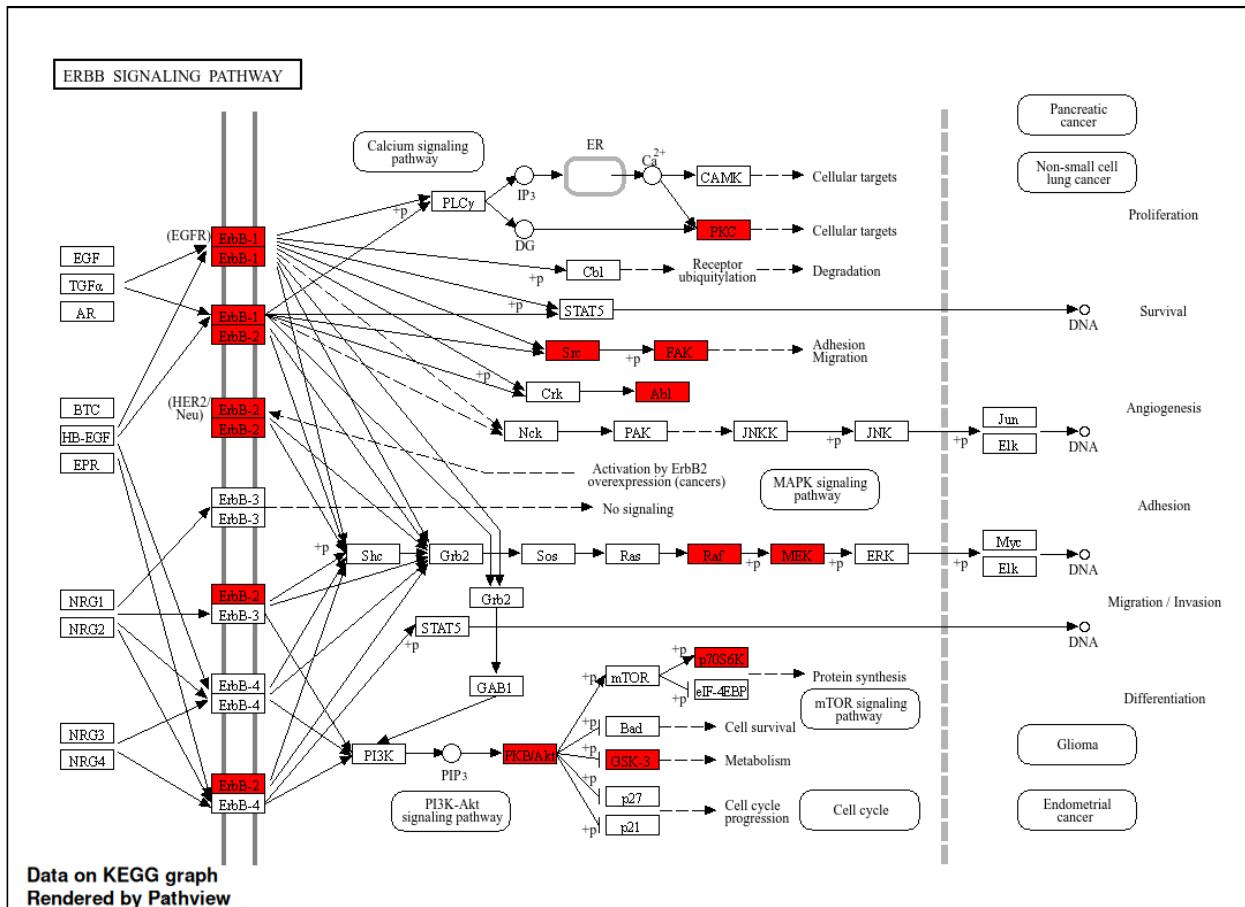 ERBB SIGNALING PATHWAY
Pancreatic
cancer
Calcium signaling
pathway
ER
Ca2+
Non-small cell
lung cancer
IP3
CAMK
Cellular targets
+p
PLCγ
Proliferation
(EGFR)
ErbB-1
ErbB-1
DG
PKC
Cellular targets
EGF
TGFα
AR
+p
Cbl
Receptor
ubiquitylation
Degradation
ErbB-1
ErbB-2
+p
STAT5
DNA
Survival
Src
+p
FAK
Adhesion
Migration
+p
Crk
Abl
(HER2/
Neu)
ErbB-2
ErbB-2
BTC
HB-EGF
EPR
Nck
PAK
JNKK
+p
JNK
+p
Jun
Elk
DNA
Angiogenesis
Activation by ErbB2
overexpression (cancers)
MAPK signaling
pathway
ErbB-3
ErbB-3
No signaling
Adhesion
+p
Shc
Grb2
Sos
Ras
Raf
+p
MEK
+p
ERK
+p
Myc
Elk
DNA
NRG1
NRG2
ErbB-2
ErbB-3
Grb2
Migration / Invasion
STAT5
+p
DNA
ErbB-4
ErbB-4
GAB1
+p
mTOR
+p
p70S6K
+p
eIF-4EBP
Protein synthesis
mTOR signaling
pathway
Differentiation
NRG3
NRG4
PI3K
PIP3
PKB/Akt
+p
Bad
Cell survival
+p
GSK-3
Metabolism
Glioma
ErbB-2
ErbB-4
PI3K-Akt
signaling pathway
+p
p27
+p
p21
Cell cycle
progression
Cell cycle
Endometrial
cancer
Data on KEGG graph
Rendered by Pathview